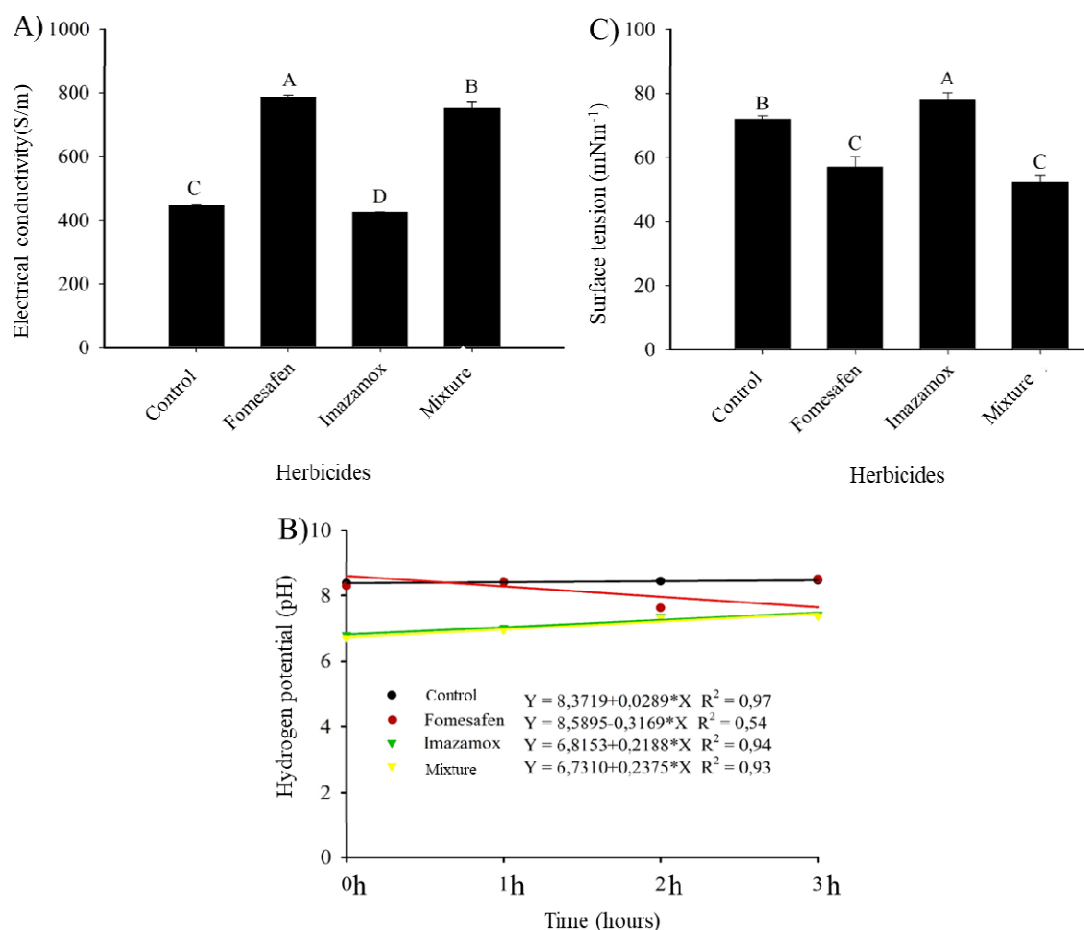 A)
1000
800
600
400
200
0
Electrical conductivity(S/m)
C
A
D
B
Control
Fomesafen
Imazamox
Mixture
Herbicides
C)
100
80
60
40
20
0
Surface tension (mNm⁻¹)
B
C
A
C
Control
Fomesafen
Imazamox
Mixture
Herbicides
B)
10
8
6
4
2
0
Hydrogen potential (pH)
Control Y = 8,3719+0,0289*X R² = 0,97
Fomesafen Y = 8,5895-0,3169*X R² = 0,54
Imazamox Y = 6,8153+0,2188*X R² = 0,94
Mixture Y = 6,7310+0,2375*X R² = 0,93
0h 1h 2h 3h
Time (hours)